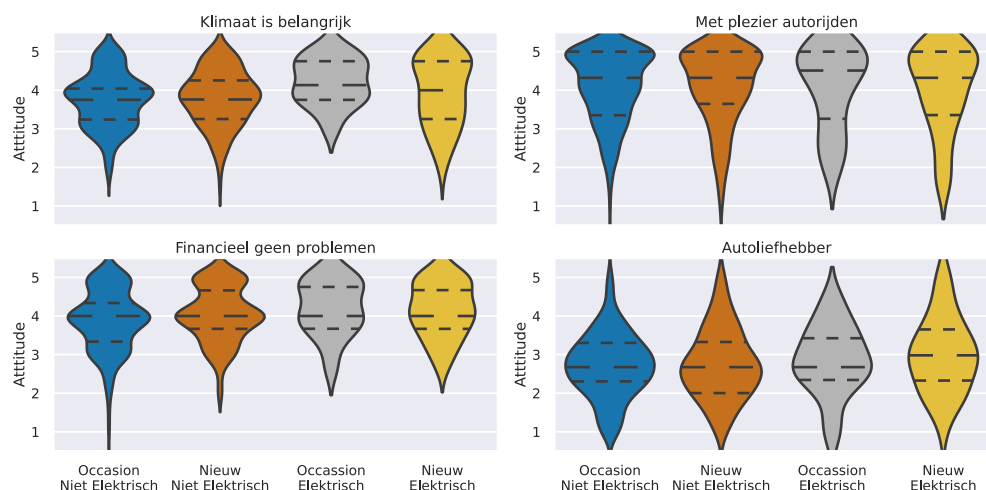 Klimaat is belangrijk
Met plezier autorijden
5
4
3
2
1
Atttitude
5
4
3
2
1
Atttitude
Financieel geen problemen
Autoliefhebber
5
4
3
2
1
Atttitude
5
4
3
2
1
Atttitude
Occasion
Niet Elektrisch
Nieuw
Niet Elektrisch
Occassion
Elektrisch
Nieuw
Elektrisch
Occasion
Niet Elektrisch
Nieuw
Niet Elektrisch
Occassion
Elektrisch
Nieuw
Elektrisch